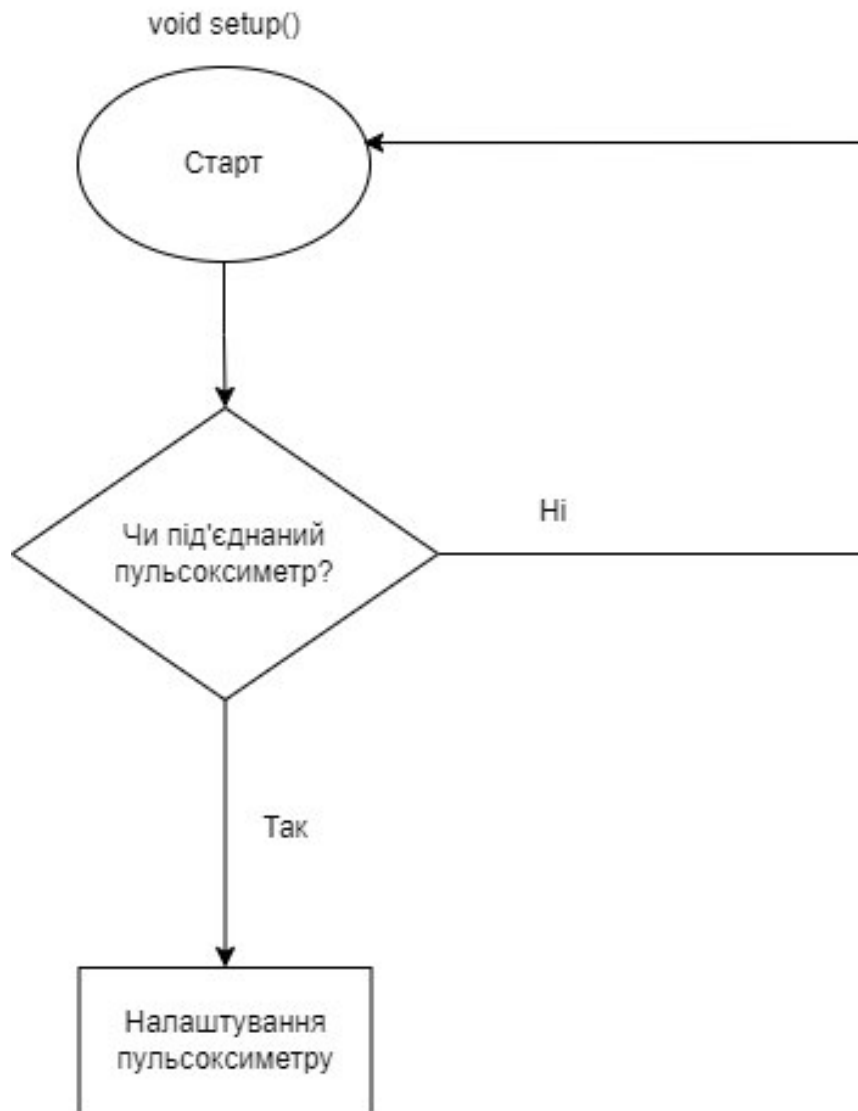 void setup()
Старт
Чи під'єднаний
пульсоксиметр?
Ні
Так
Налаштування
пульсоксиметру